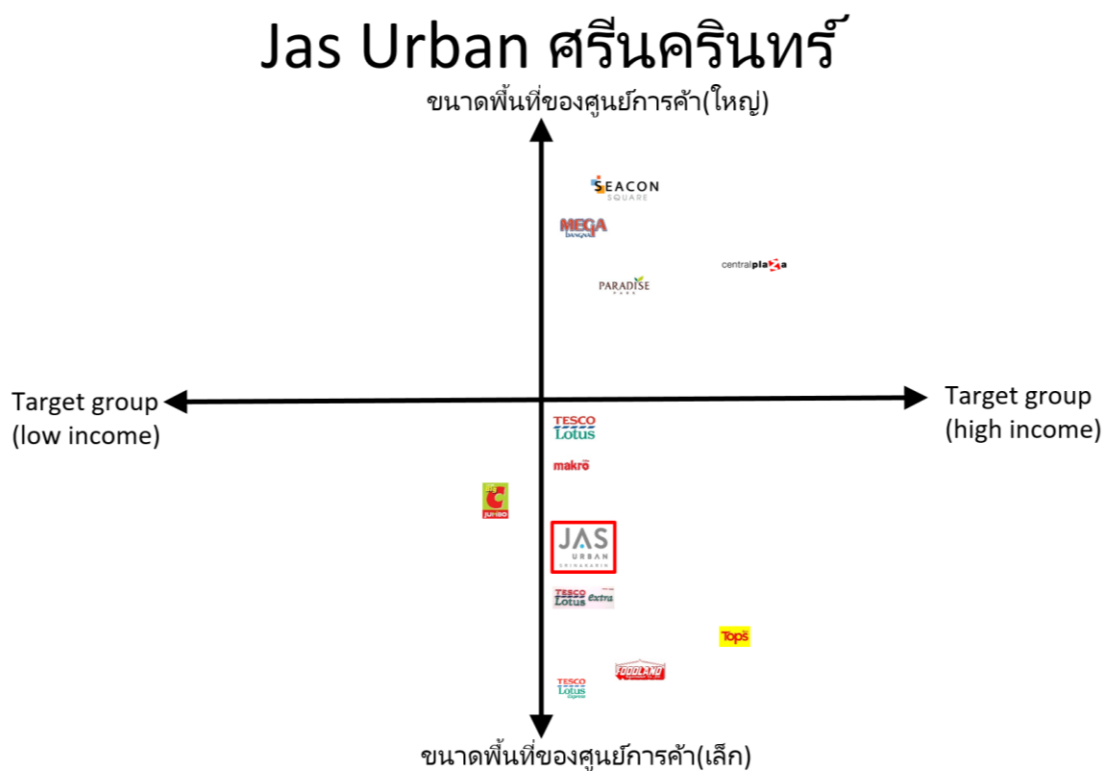 Jas Urban ศรีนครินทร์
ขนาดพื้นที่ของศูนย์การค้า(ใหญ่)
SEACON
SQUARE
MEGA
bangna
centralplaza
PARADISE
PARK
Target group
(low income)
Target group
(high income)
TESCO
Lotus
makro
C
JUMBO
JAS
URBAN
SRINAKARIN
TESCO
Lotus extra
Tops
FOODLAND
TESCO
Lotus
express
ขนาดพื้นที่ของศูนย์การค้า(เล็ก)